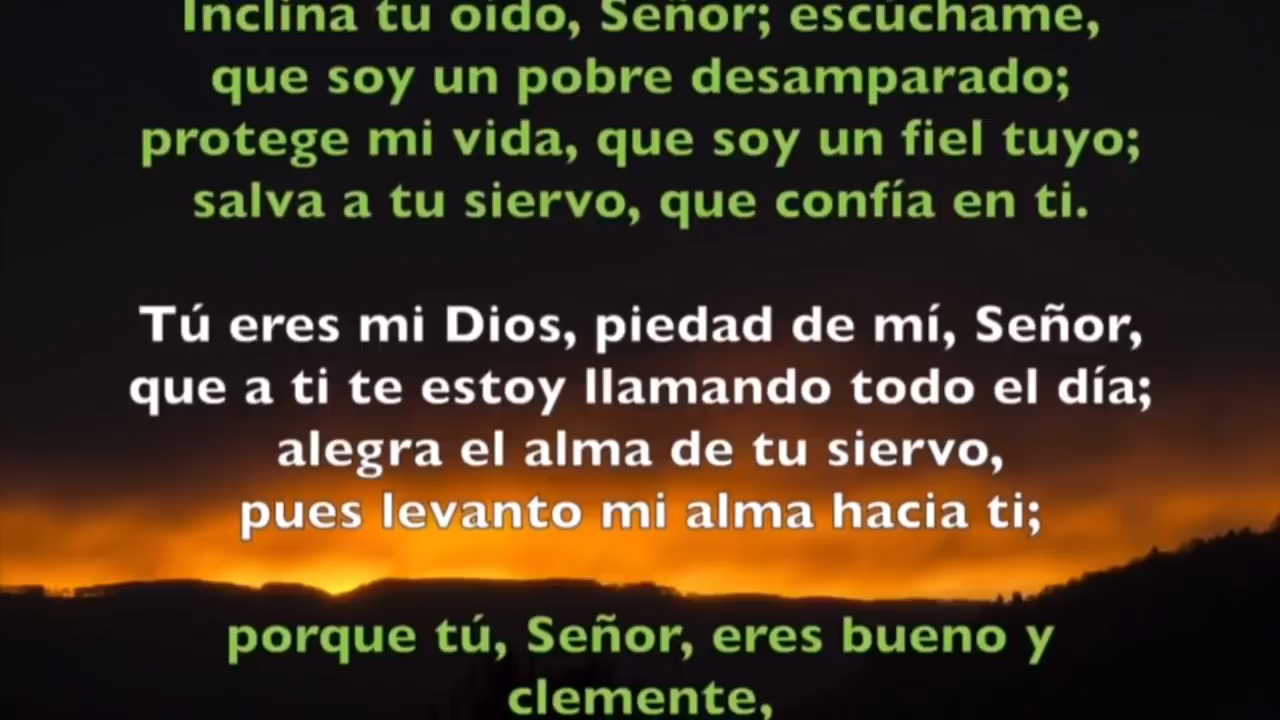 Inclina tu oído, Señor; escúchame,
que soy un pobre desamparado;
protege mi vida, que soy un fiel tuyo;
salva a tu siervo, que confía en ti.
Tú eres mi Dios, piedad de mí, Señor,
que a ti te estoy llamando todo el día;
alegra el alma de tu siervo,
pues levanto mi alma hacia ti;
porque tú, Señor, eres bueno y
clemente,